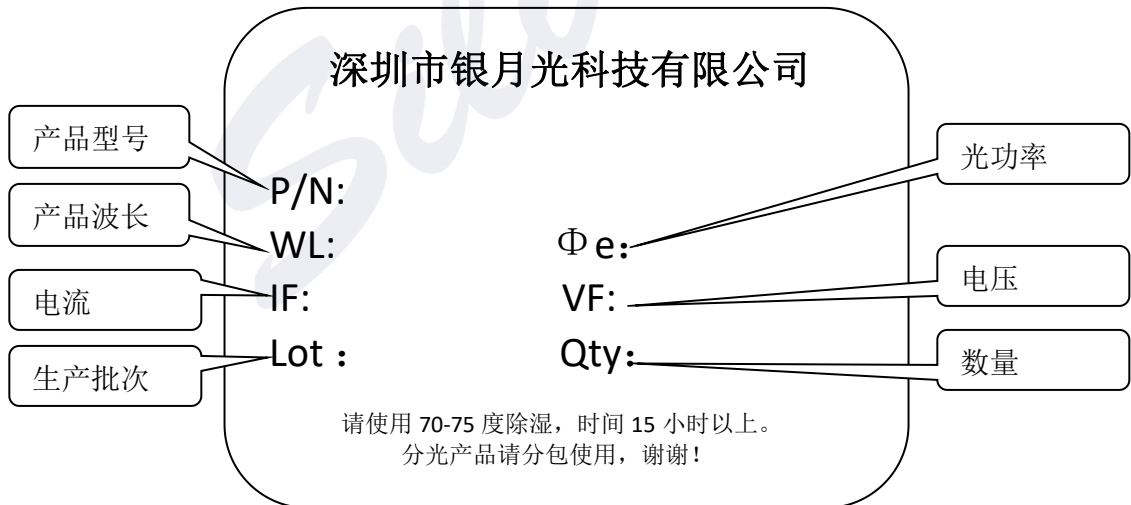 深圳市银月光科技有限公司
产品型号
光功率
P/N:
产品波长
WL:
Φe：
电流
IF:
VF:
电压
生产批次
Lot ：
Qty：
数量
请使用 70-75 度除湿，时间 15 小时以上。
分光产品请分包使用，谢谢！